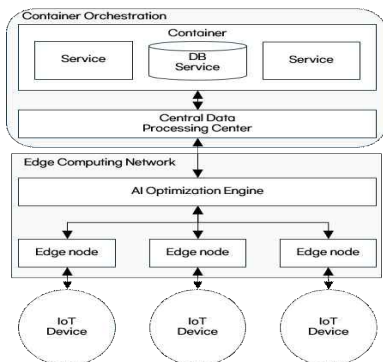 Container Orchestration
Container
Service
DB
Service
Service
Central Data
Processing Center
Edge Computing Network
AI Optimization Engine
Edge node
Edge node
Edge node
IoT
Device
IoT
Device
IoT
Device